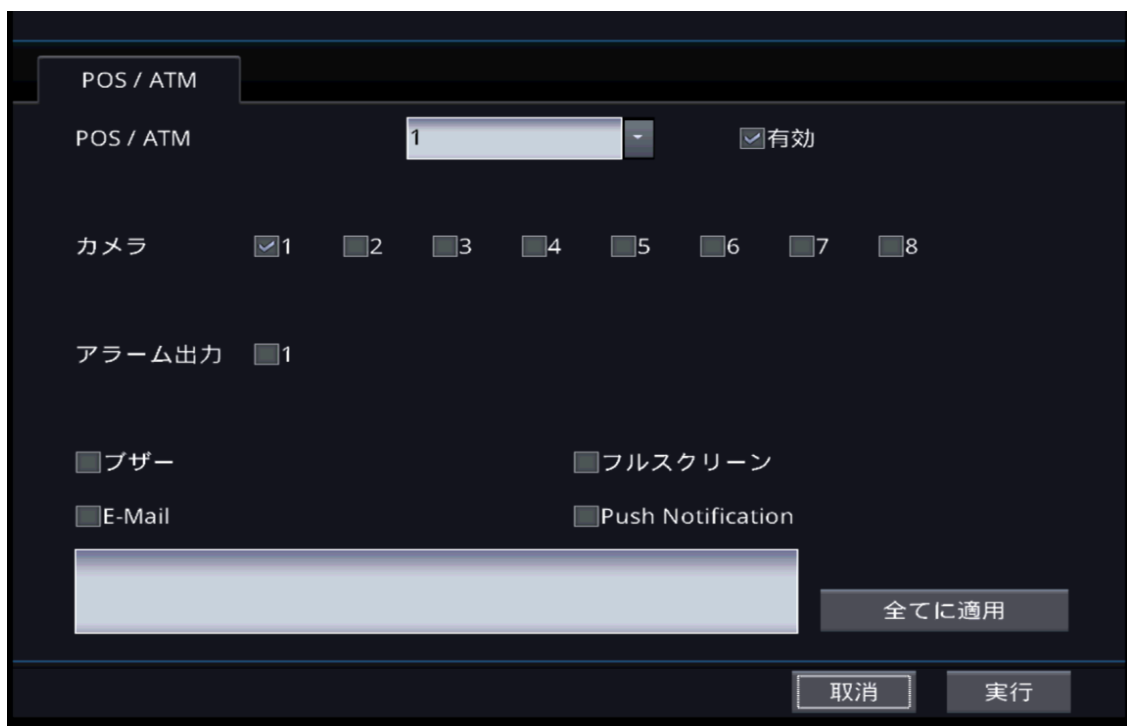 POS / ATM
POS / ATM 1 有効
カメラ 1 2 3 4 5 6 7 8
アラーム出力 1
ブザー フルスクリーン
E-Mail Push Notification
全てに適用
取消 実行